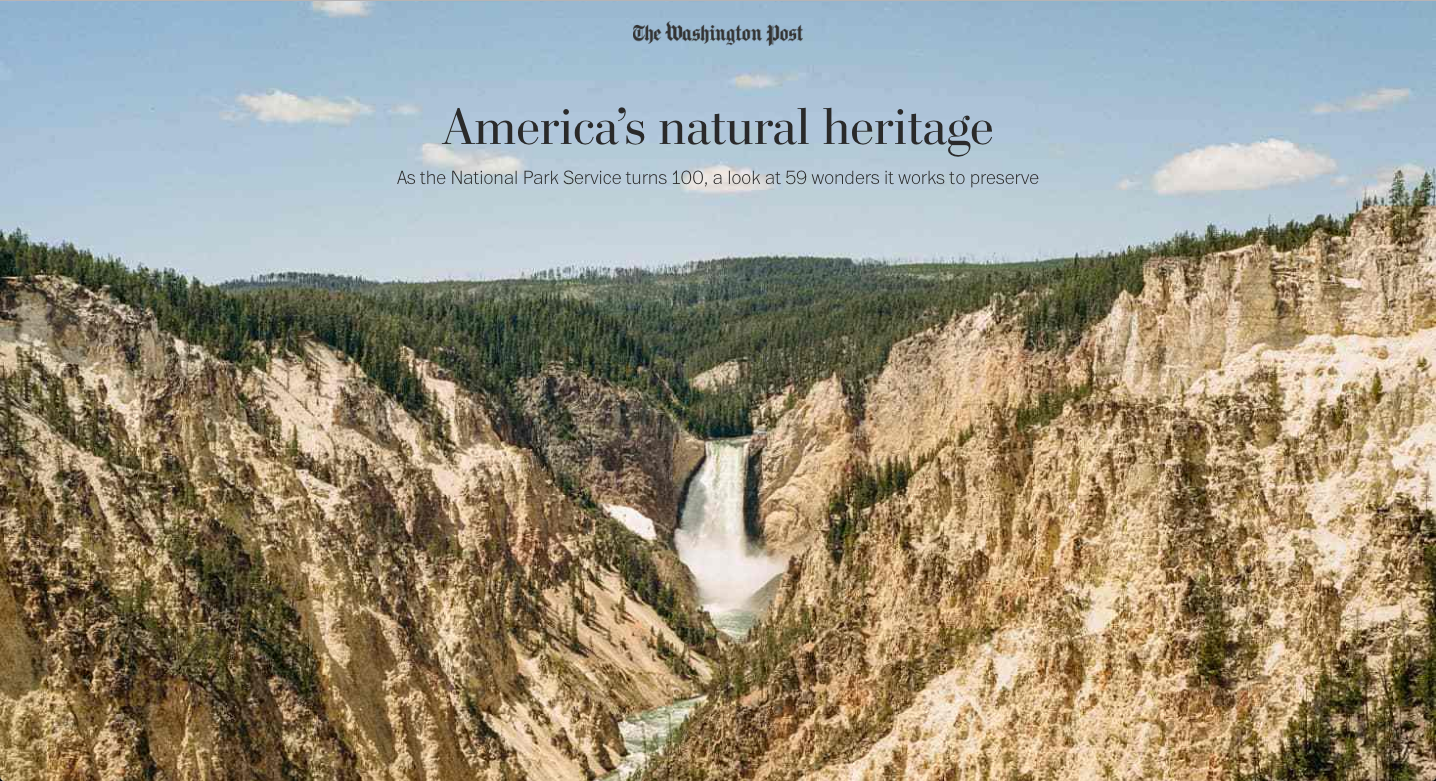 The Washington Post
America’s natural heritage
As the National Park Service turns 100, a look at 59 wonders it works to preserve